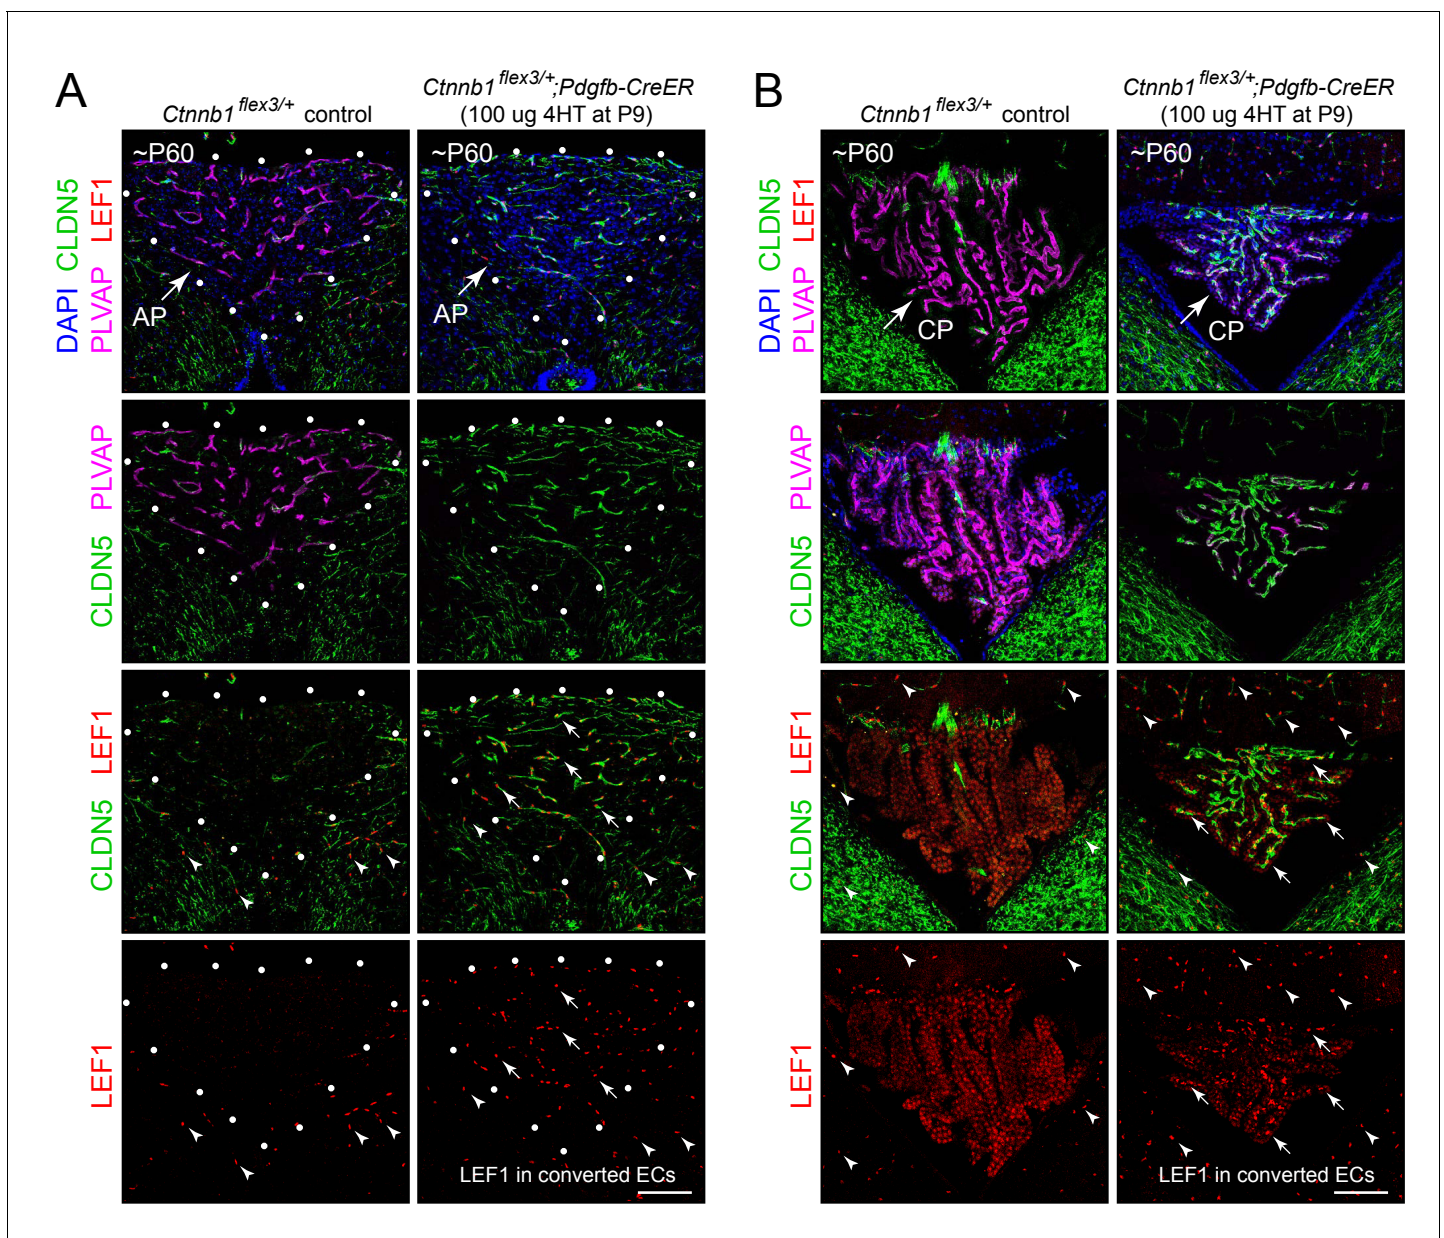 A
Ctnnb1 flex3/+ control
Ctnnb1 flex3/+;Pdgfb-CreER
(100 ug 4HT at P9)
B
Ctnnb1 flex3/+ control
Ctnnb1 flex3/+;Pdgfb-CreER
(100 ug 4HT at P9)
DAPI CLDN5
PLVAP LEF1
~P60
AP
~P60
AP
DAPI CLDN5
PLVAP LEF1
~P60
CP
~P60
CP
CLDN5 PLVAP
CLDN5 PLVAP
CLDN5 LEF1
CLDN5 LEF1
LEF1
LEF1 in converted ECs
LEF1
LEF1 in converted ECs